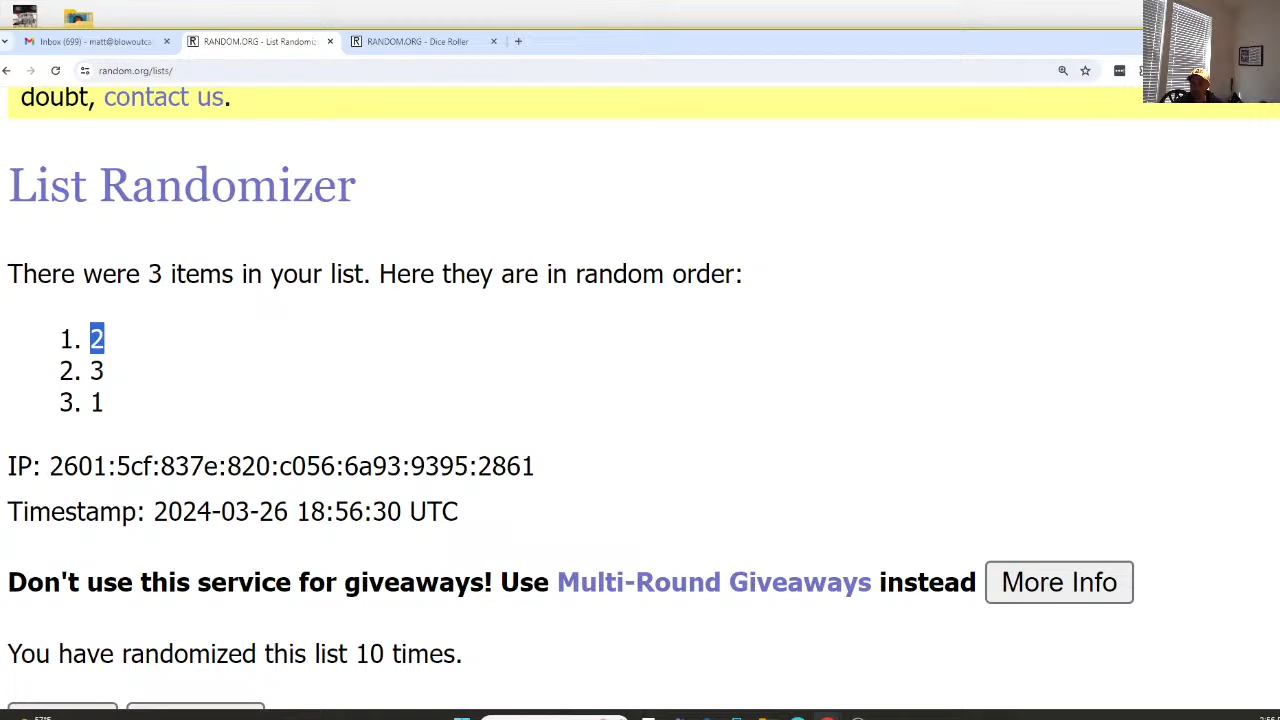 Inbox (699) - matt@blowoutca
RANDOM.ORG - List Randomiz
RANDOM.ORG - Dice Roller
random.org/lists/
doubt, contact us.
List Randomizer
There were 3 items in your list. Here they are in random order:
1. 2
2. 3
3. 1
IP: 2601:5cf:837e:820:c056:6a93:9395:2861
Timestamp: 2024-03-26 18:56:30 UTC
Don't use this service for giveaways! Use Multi-Round Giveaways instead More Info
You have randomized this list 10 times.